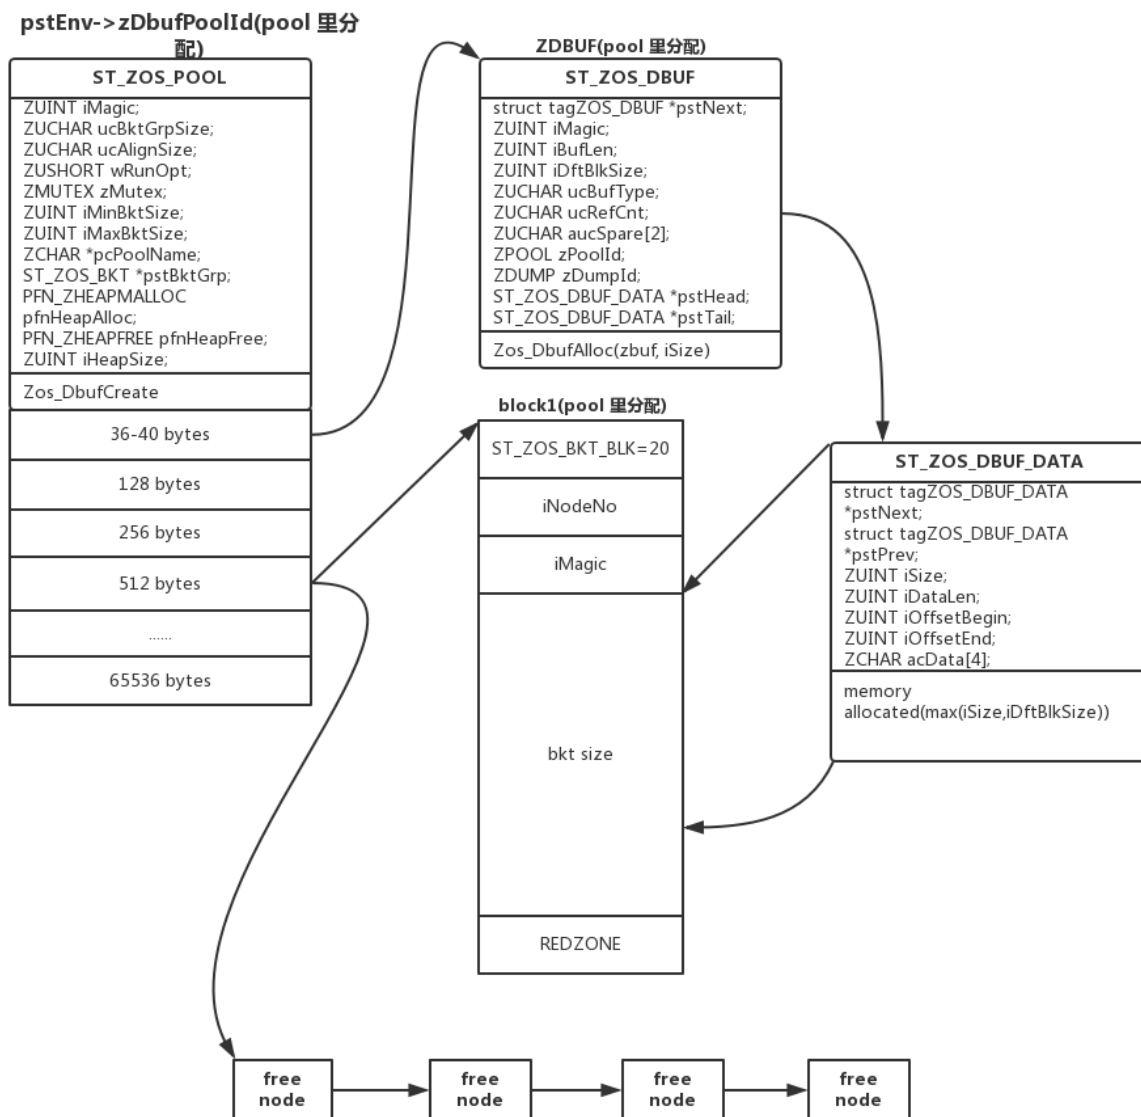 pstEnv->zDbufPoolId(pool 里分
配)
ST_ZOS_POOL
ZUINT iMagic;
ZUCHAR ucBktGrpSize;
ZUCHAR ucAlignSize;
ZUSHORT wRunOpt;
ZMUTEX zMutex;
ZUINT iMinBktSize;
ZUINT iMaxBktSize;
ZCHAR *pcPoolName;
ST_ZOS_BKT *pstBktGrp;
PFN_ZHEAPMALLOC
pfnHeapAlloc;
PFN_ZHEAPFREE pfnHeapFree;
ZUINT iHeapSize;
Zos_DbufCreate
36-40 bytes
128 bytes
256 bytes
512 bytes
......
65536 bytes
ZDBUF(pool 里分配)
ST_ZOS_DBUF
struct tagZOS_DBUF *pstNext;
ZUINT iMagic;
ZUINT iBufLen;
ZUINT iDftBlkSize;
ZUCHAR ucBufType;
ZUCHAR ucRefCnt;
ZUCHAR aucSpare[2];
ZPOOL zPoolId;
ZDUMP zDumpId;
ST_ZOS_DBUF_DATA *pstHead;
ST_ZOS_DBUF_DATA *pstTail;
Zos_DbufAlloc(zbuf, iSize)
block1(pool 里分配)
ST_ZOS_BKT_BLK=20
iNodeNo
iMagic
bkt size
REDZONE
ST_ZOS_DBUF_DATA
struct tagZOS_DBUF_DATA
*pstNext;
struct tagZOS_DBUF_DATA
*pstPrev;
ZUINT iSize;
ZUINT iDataLen;
ZUINT iOffsetBegin;
ZUINT iOffsetEnd;
ZCHAR acData[4];
memory
allocated(max(iSize,iDftBlkSize))
free
node
free
node
free
node
free
node